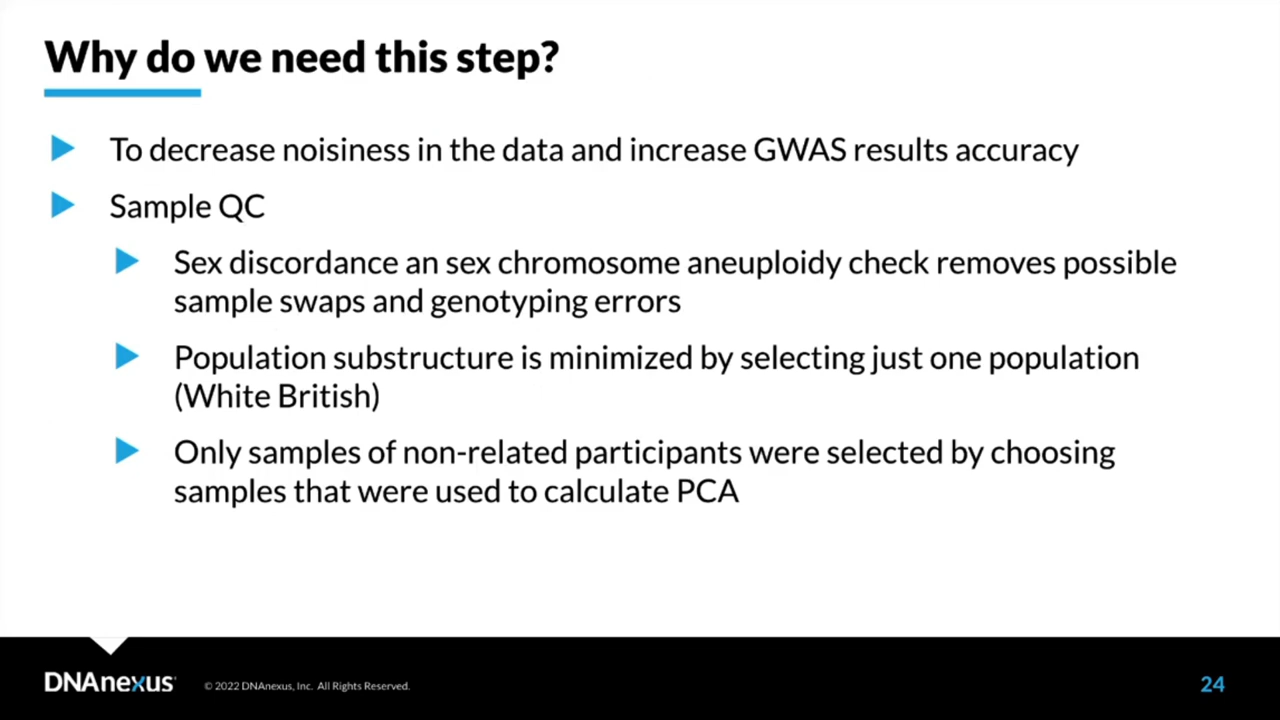 Why do we need this step?
To decrease noisiness in the data and increase GWAS results accuracy
Sample QC
Sex discordance an sex chromosome aneuploidy check removes possible
sample swaps and genotyping errors
Population substructure is minimized by selecting just one population
(White British)
Only samples of non-related participants were selected by choosing
samples that were used to calculate PCA
DNAnexus
© 2022 DNAnexus, Inc. All Rights Reserved.
24